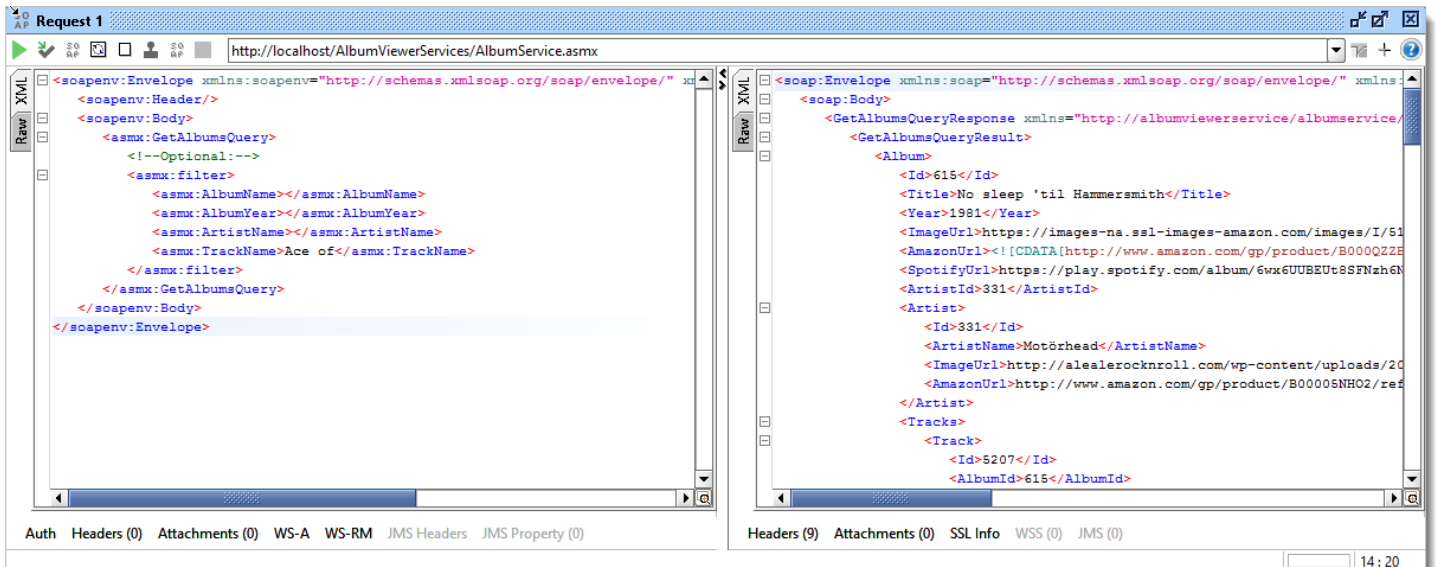 SOAP Request 1
http://localhost/AlbumViewerServices/AlbumService.asmx
XML
Raw
<soapenv:Envelope xmlns:soapenv="http://schemas.xmlsoap.org/soap/envelope/"
<soapenv:Header/>
<soapenv:Body>
<asmx:GetAlbumsQuery>
<!--Optional:-->
<asmx:filter>
<asmx:AlbumName></asmx:AlbumName>
<asmx:AlbumYear></asmx:AlbumYear>
<asmx:ArtistName></asmx:ArtistName>
<asmx:TrackName>Ace of</asmx:TrackName>
</asmx:filter>
</asmx:GetAlbumsQuery>
</soapenv:Body>
</soapenv:Envelope>
Auth Headers (0) Attachments (0) WS-A WS-RM JMS Headers JMS Property (0)
XML
Raw
<soap:Envelope xmlns:soap="http://schemas.xmlsoap.org/soap/envelope/" xmlns:
<soap:Body>
<GetAlbumsQueryResponse xmlns="http://albumviewerservice/albumservice/
<GetAlbumsQueryResult>
<Album>
<Id>615</Id>
<Title>No sleep 'til Hammersmith</Title>
<Year>1981</Year>
<ImageUrl>https://images-na.ssl-images-amazon.com/images/I/51
<AmazonUrl><![CDATA[http://www.amazon.com/gp/product/B000QZZE
<SpotifyUrl>https://play.spotify.com/album/6wx6UUBEUt8SFNzh6N
<ArtistId>331</ArtistId>
<Artist>
<Id>331</Id>
<ArtistName>Motörhead</ArtistName>
<ImageUrl>http://alealerocknroll.com/wp-content/uploads/20
<AmazonUrl>http://www.amazon.com/gp/product/B00005NHO2/ref
</Artist>
<Tracks>
<Track>
<Id>5207</Id>
<AlbumId>615</AlbumId>
Headers (9) Attachments (0) SSL Info WSS (0) JMS (0)
14 : 20